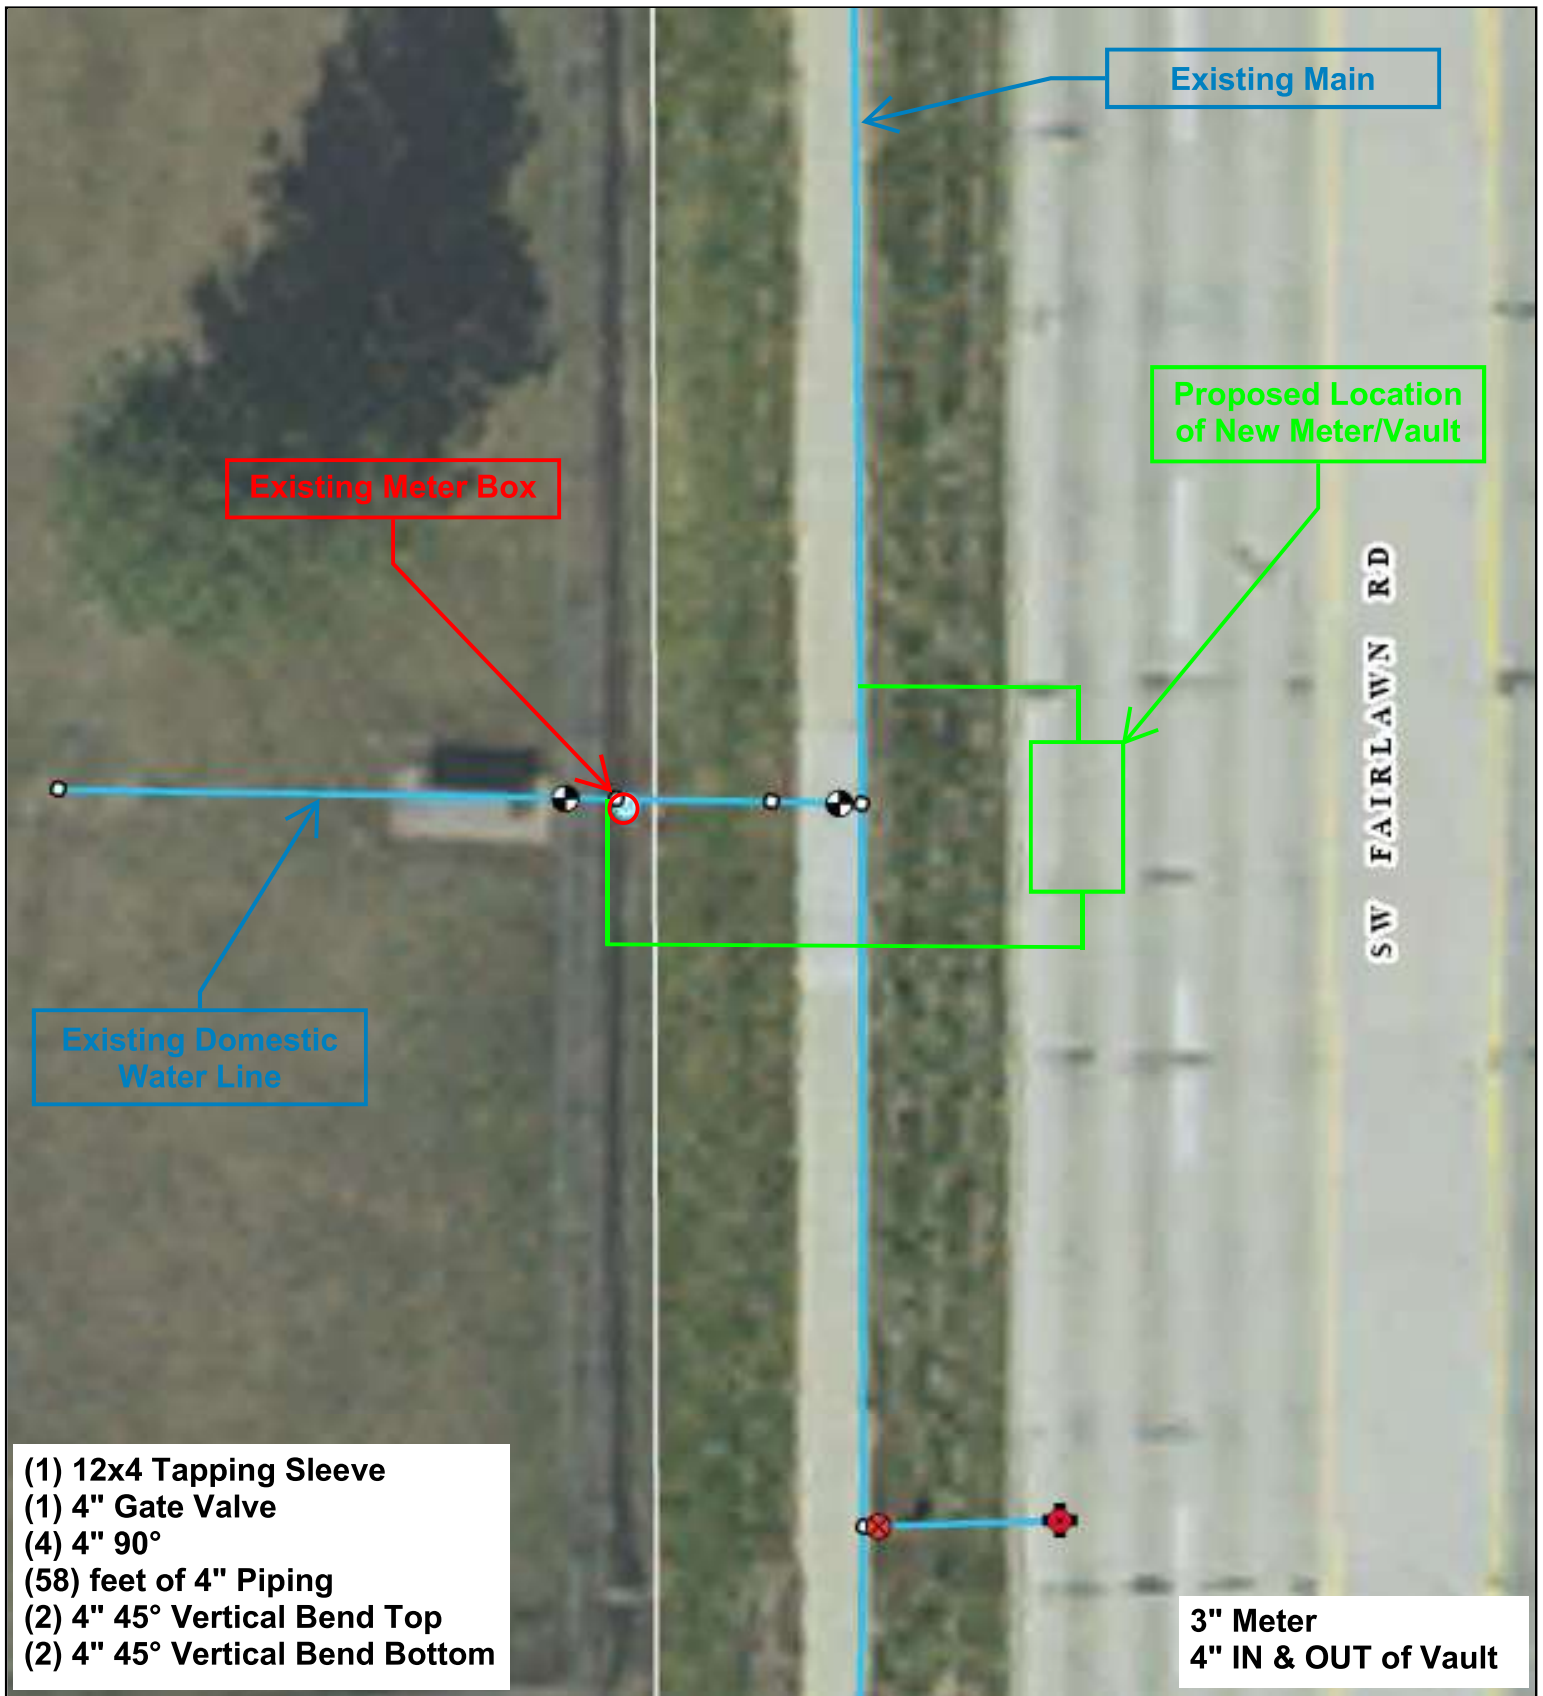 Existing Main
Proposed Location
of New Meter/Vault
Existing Meter Box
SW FAIRLAWN RD
Existing Domestic
Water Line
(1) 12x4 Tapping Sleeve
(1) 4" Gate Valve
(4) 4" 90°
(58) feet of 4" Piping
(2) 4" 45° Vertical Bend Top
(2) 4" 45° Vertical Bend Bottom
3" Meter
4" IN & OUT of Vault